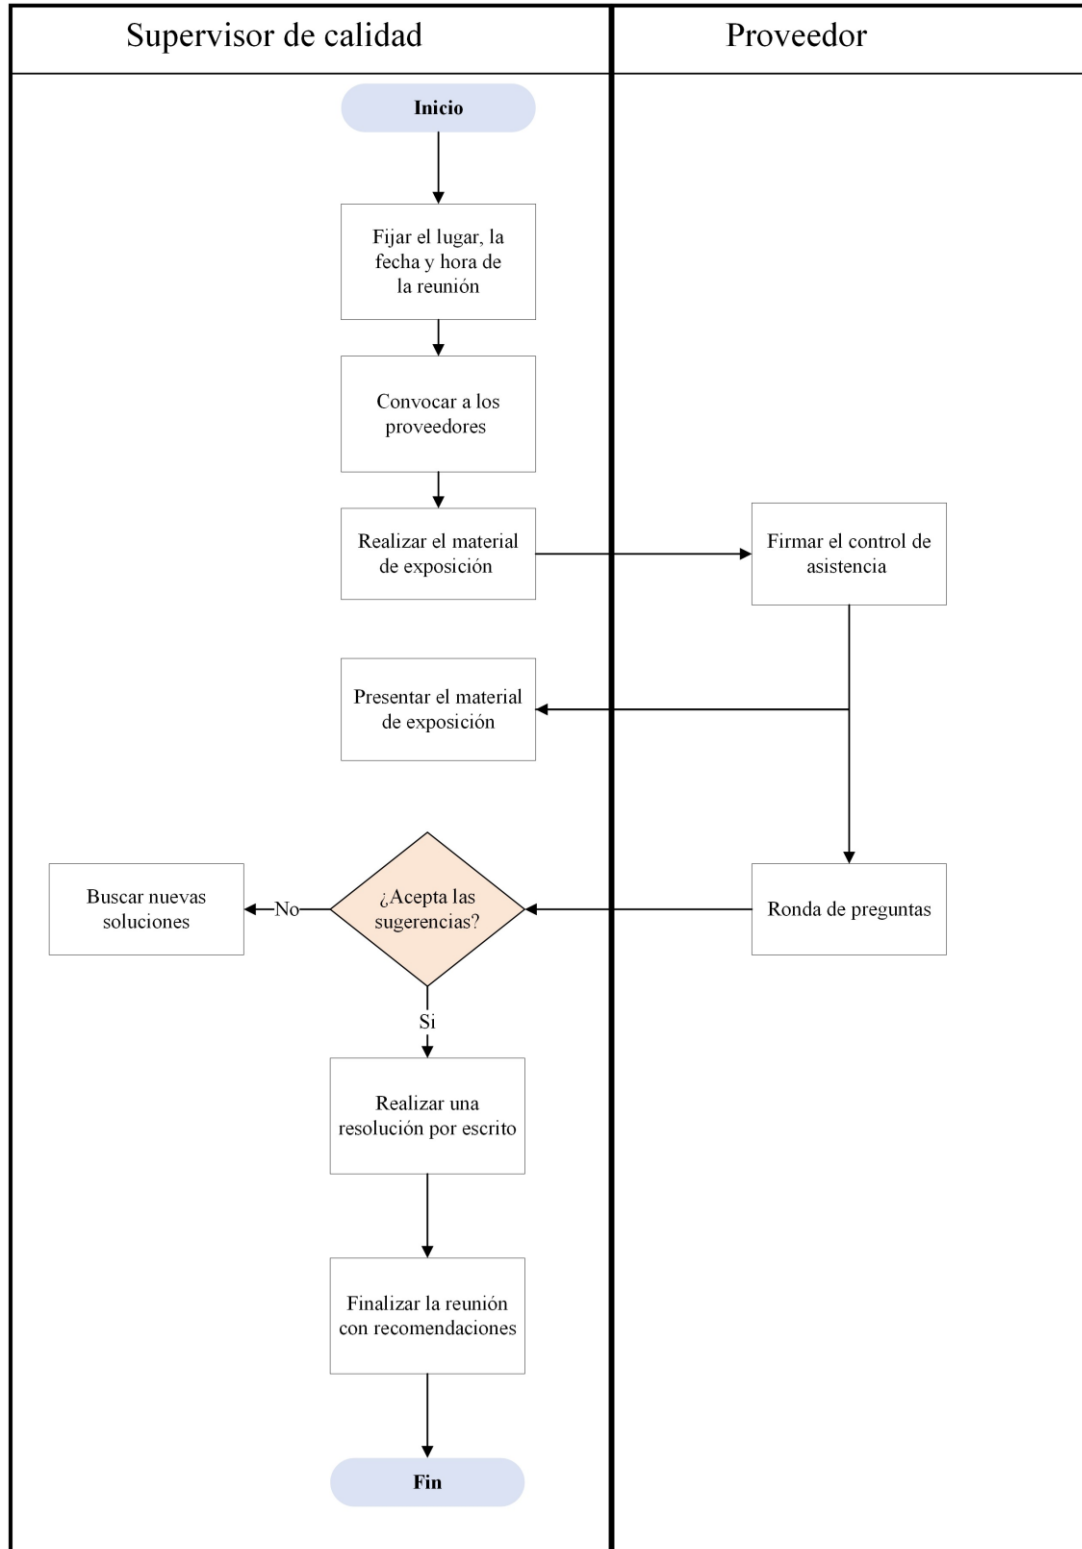 Supervisor de calidad
Proveedor
Inicio
Fijar el lugar, la
fecha y hora de
la reunión
Convocar a los
proveedores
Realizar el material
de exposición
Firmar el control de
asistencia
Presentar el material
de exposición
Buscar nuevas
soluciones
No
¿Acepta las
sugerencias?
Ronda de preguntas
Si
Realizar una
resolución por escrito
Finalizar la reunión
con recomendaciones
Fin